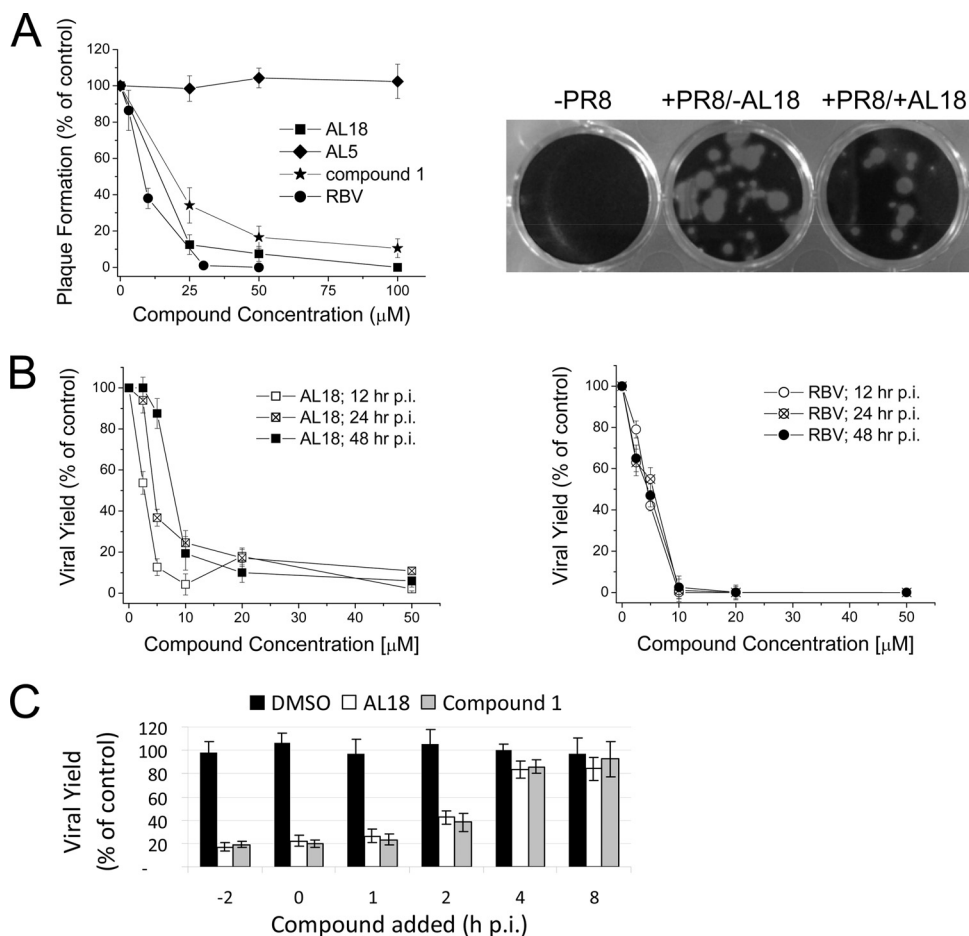 A
Plaque Formation (% of control)
120
100
80
60
40
20
0
0 25 50 75 100
Compound Concentration (μM)
AL18
AL5
compound 1
RBV
-PR8 +PR8/-AL18 +PR8/+AL18
B
Viral Yield (% of control)
100
80
60
40
20
0
0 10 20 30 40 50
Compound Concentration [μM]
AL18; 12 hr p.i.
AL18; 24 hr p.i.
AL18; 48 hr p.i.
Viral Yield (% of control)
100
80
60
40
20
0
0 10 20 30 40 50
Compound Concentration [μM]
RBV; 12 hr p.i.
RBV; 24 hr p.i.
RBV; 48 hr p.i.
C
DMSO AL18 Compound 1
Viral Yield
(% of control)
120
100
80
60
40
20
-
-2 0 1 2 4 8
Compound added (h p.i.)